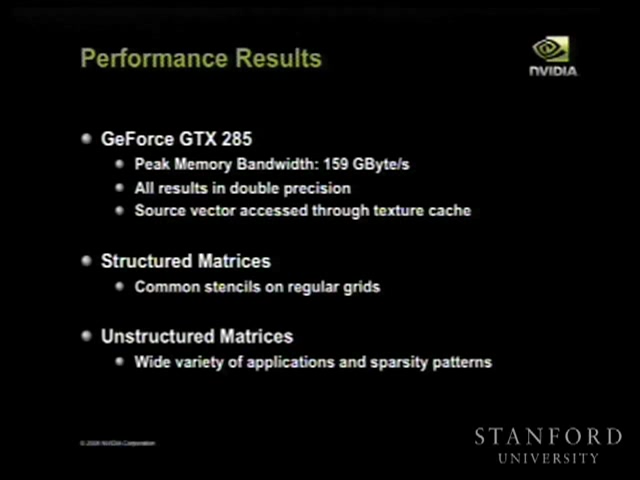 Performance Results
NVIDIA
GeForce GTX 285
Peak Memory Bandwidth: 159 GByte/s
All results in double precision
Source vector accessed through texture cache
Structured Matrices
Common stencils on regular grids
Unstructured Matrices
Wide variety of applications and sparsity patterns
NVIDIA Corporation
STANFORD
UNIVERSITY